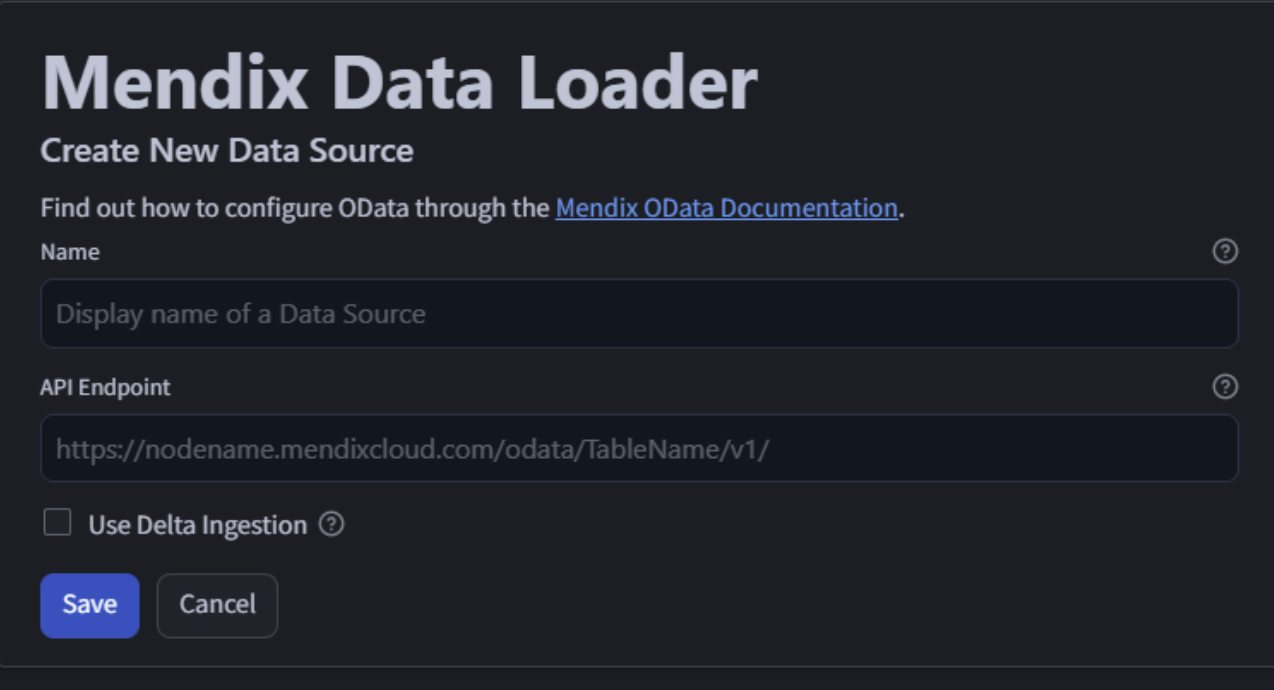 Mendix Data Loader
Create New Data Source
Find out how to configure OData through the Mendix OData Documentation.
Name ?
Display name of a Data Source
API Endpoint ?
https://nodename.mendixcloud.com/odata/TableName/v1/
Use Delta Ingestion ?
Save Cancel